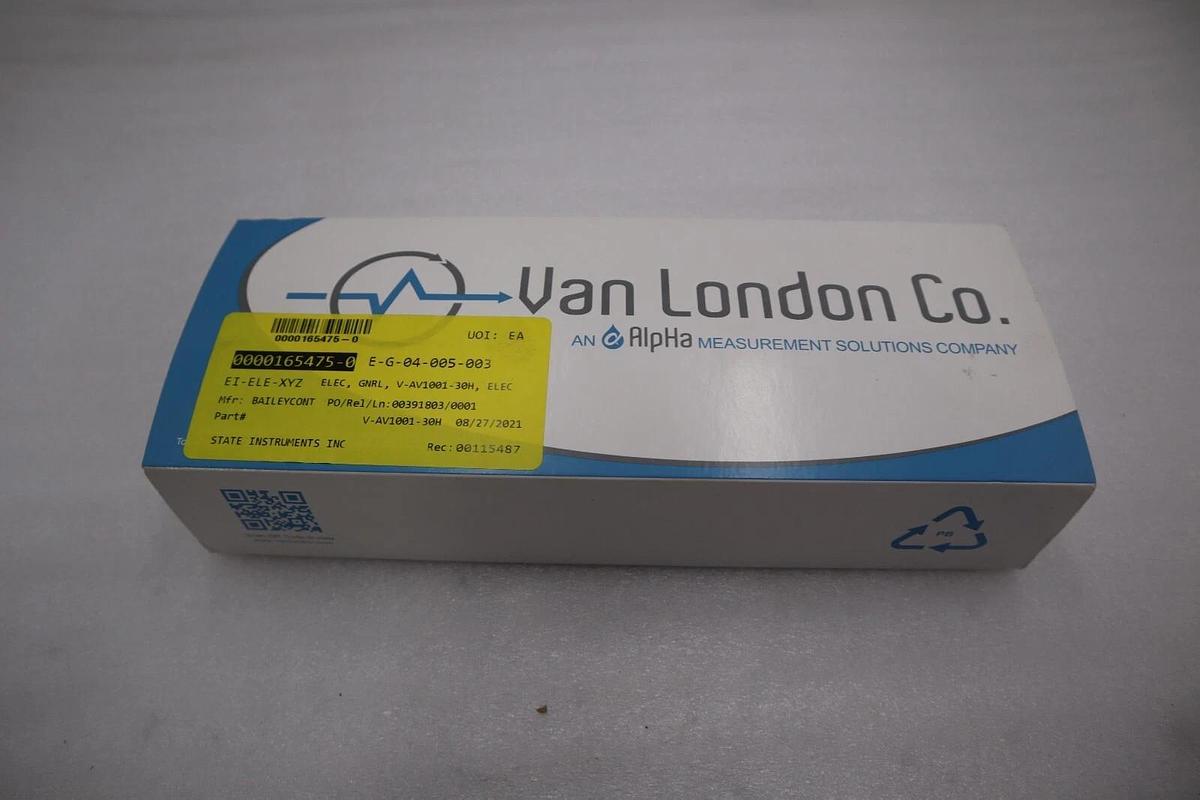 Van London Co.
AN AlpHa MEASUREMENT SOLUTIONS COMPANY
0000165475-0
UOI: EA
0000165475-0 E-G-04-005-003
EI-ELE-XYZ ELEC, GNRL, V-AV1001-30H, ELEC
Mfr: BAILEYCONT PO/Rel/Ln:00391803/0001
Part# V-AV1001-30H 08/27/2021
STATE INSTRUMENTS INC Rec:00115487
To
PB